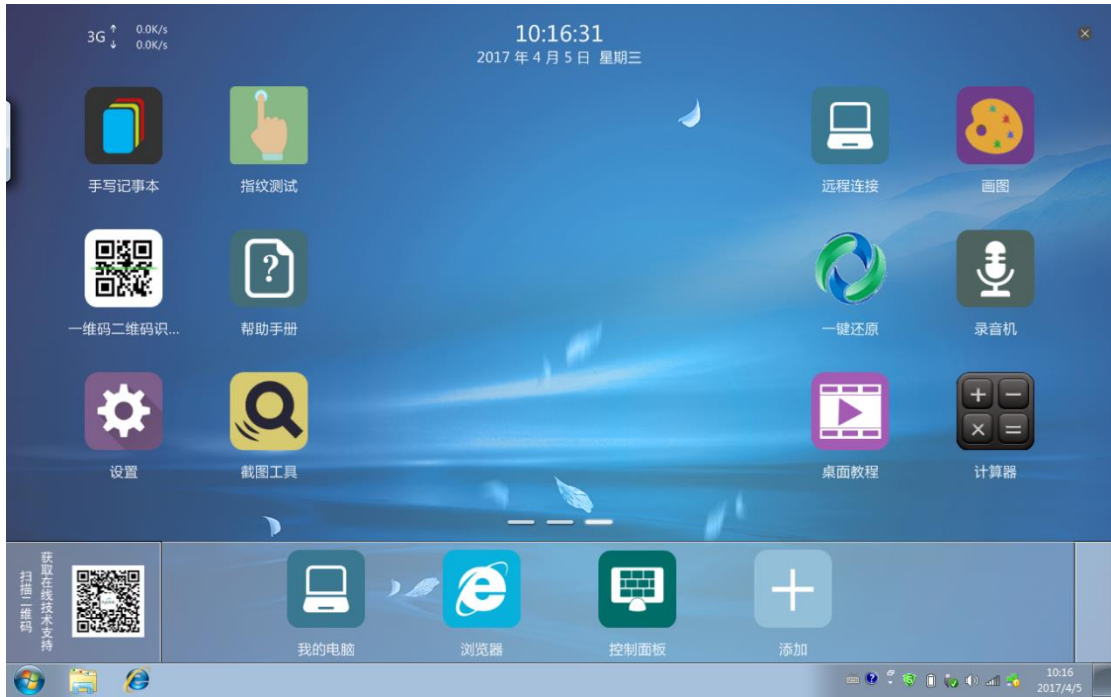 3G 0.0K/s
0.0K/s
10:16:31
2017年4月5日 星期三
手写记事本
指纹测试
远程连接
画图
一维码二维码识...
帮助手册
一键还原
录音机
设置
截图工具
桌面教程
计算器
扫描二维码
获取在线技术支持
我的电脑
浏览器
控制面板
添加
10:16
2017/4/5